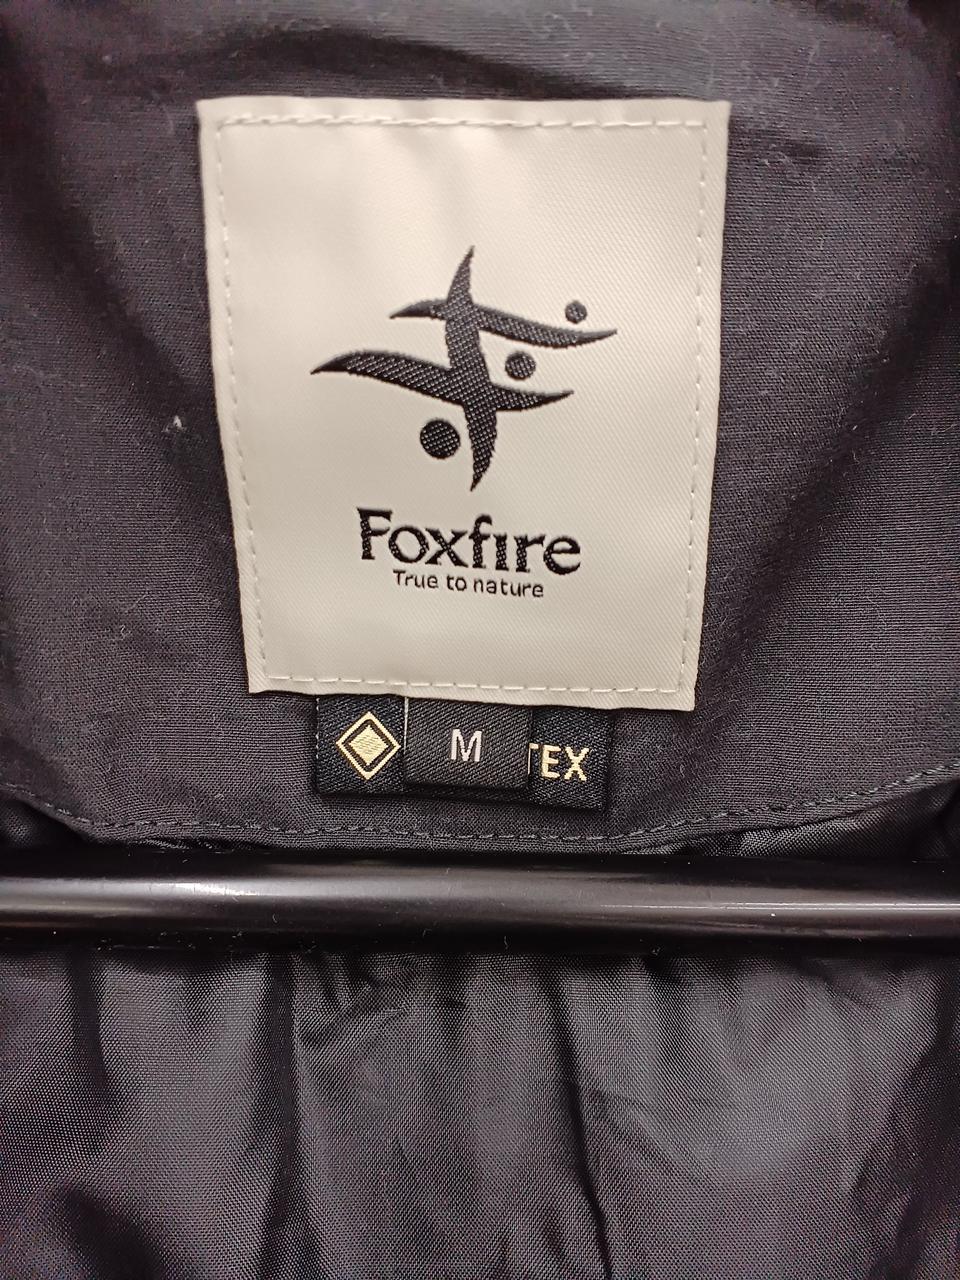 Foxfire
True to nature
M
TEX